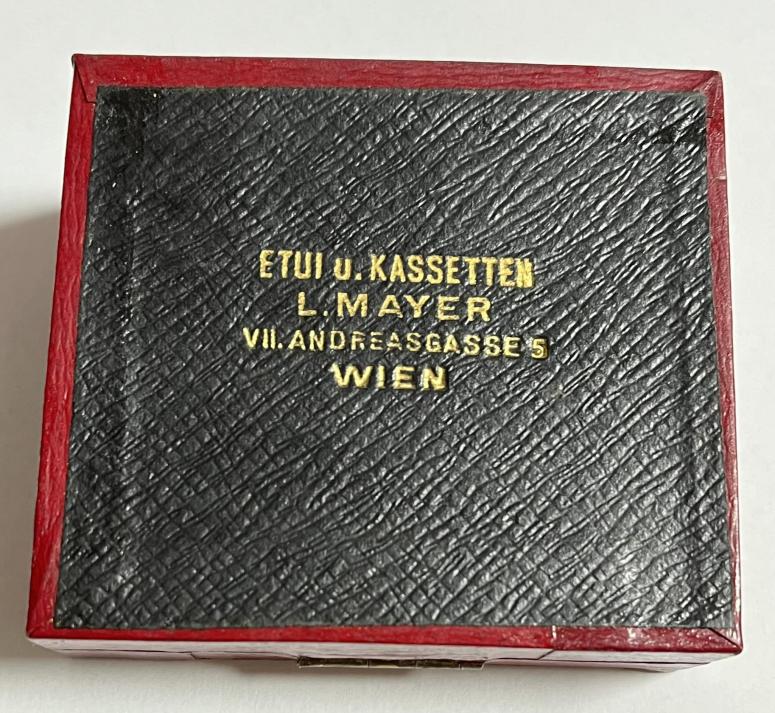 ETUI u. KASSETTEN
L. MAYER
VII. ANDREASGASSE 5
WIEN